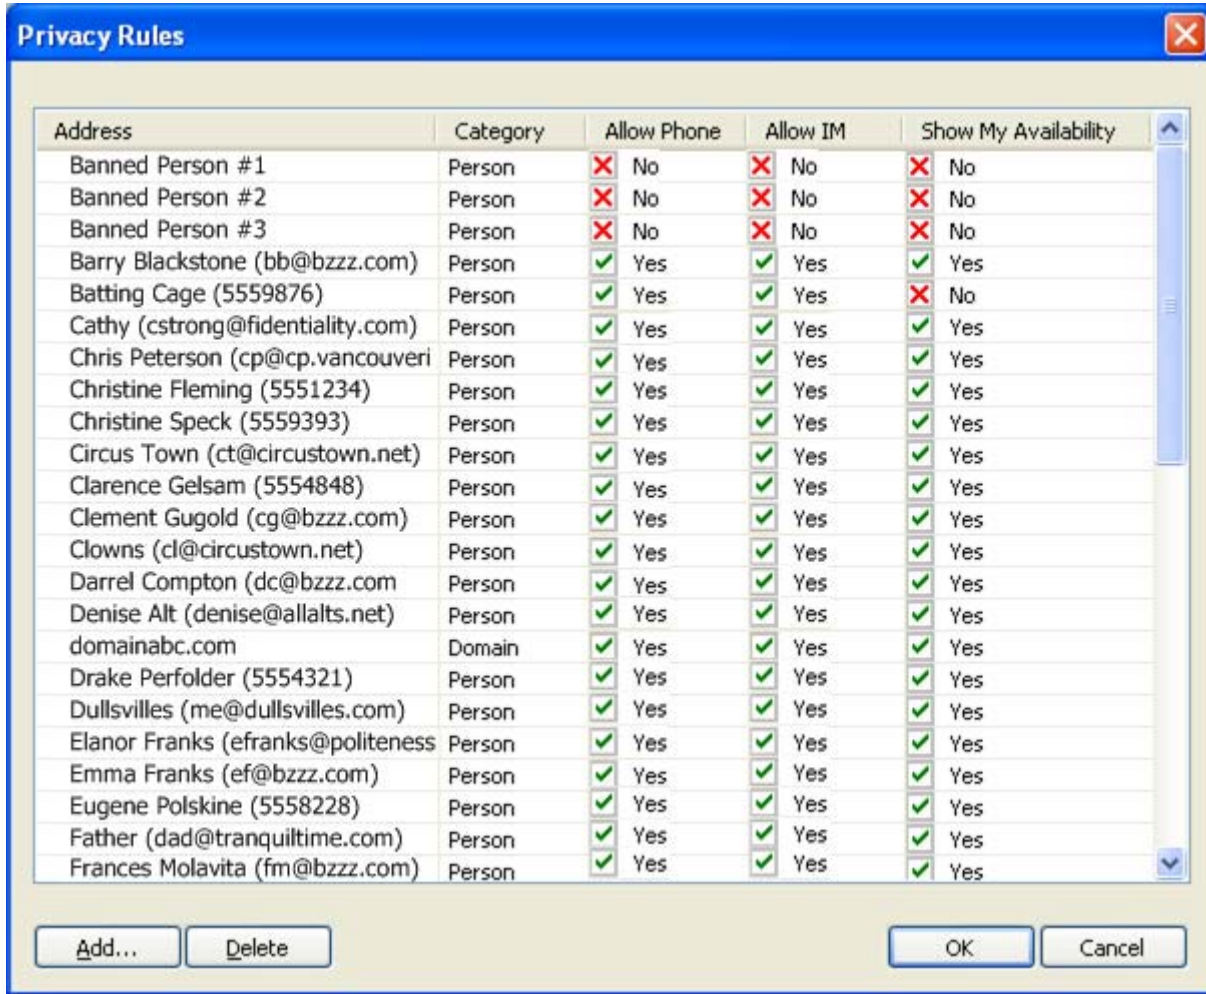 Privacy Rules
Address Category Allow Phone Allow IM Show My Availability
Banned Person #1 Person No No No
Banned Person #2 Person No No No
Banned Person #3 Person No No No
Barry Blackstone (bb@bzzz.com) Person Yes Yes Yes
Batting Cage (5559876) Person Yes Yes No
Cathy (cstrong@fidentiality.com) Person Yes Yes Yes
Chris Peterson (cp@cp.vancouveri Person Yes Yes Yes
Christine Fleming (5551234) Person Yes Yes Yes
Christine Speck (5559393) Person Yes Yes Yes
Circus Town (ct@circustown.net) Person Yes Yes Yes
Clarence Gelsam (5554848) Person Yes Yes Yes
Clement Gugold (cg@bzzz.com) Person Yes Yes Yes
Clowns (cl@circustown.net) Person Yes Yes Yes
Darrel Compton (dc@bzzz.com Person Yes Yes Yes
Denise Alt (denise@allalts.net) Person Yes Yes Yes
domainabc.com Domain Yes Yes Yes
Drake Perfolder (5554321) Person Yes Yes Yes
Dullsvilles (me@dullsvilles.com) Person Yes Yes Yes
Elanor Franks (efranks@politeness Person Yes Yes Yes
Emma Franks (ef@bzzz.com) Person Yes Yes Yes
Eugene Polskine (5558228) Person Yes Yes Yes
Father (dad@tranquiltime.com) Person Yes Yes Yes
Frances Molavita (fm@bzzz.com) Person Yes Yes Yes
Add... Delete OK Cancel